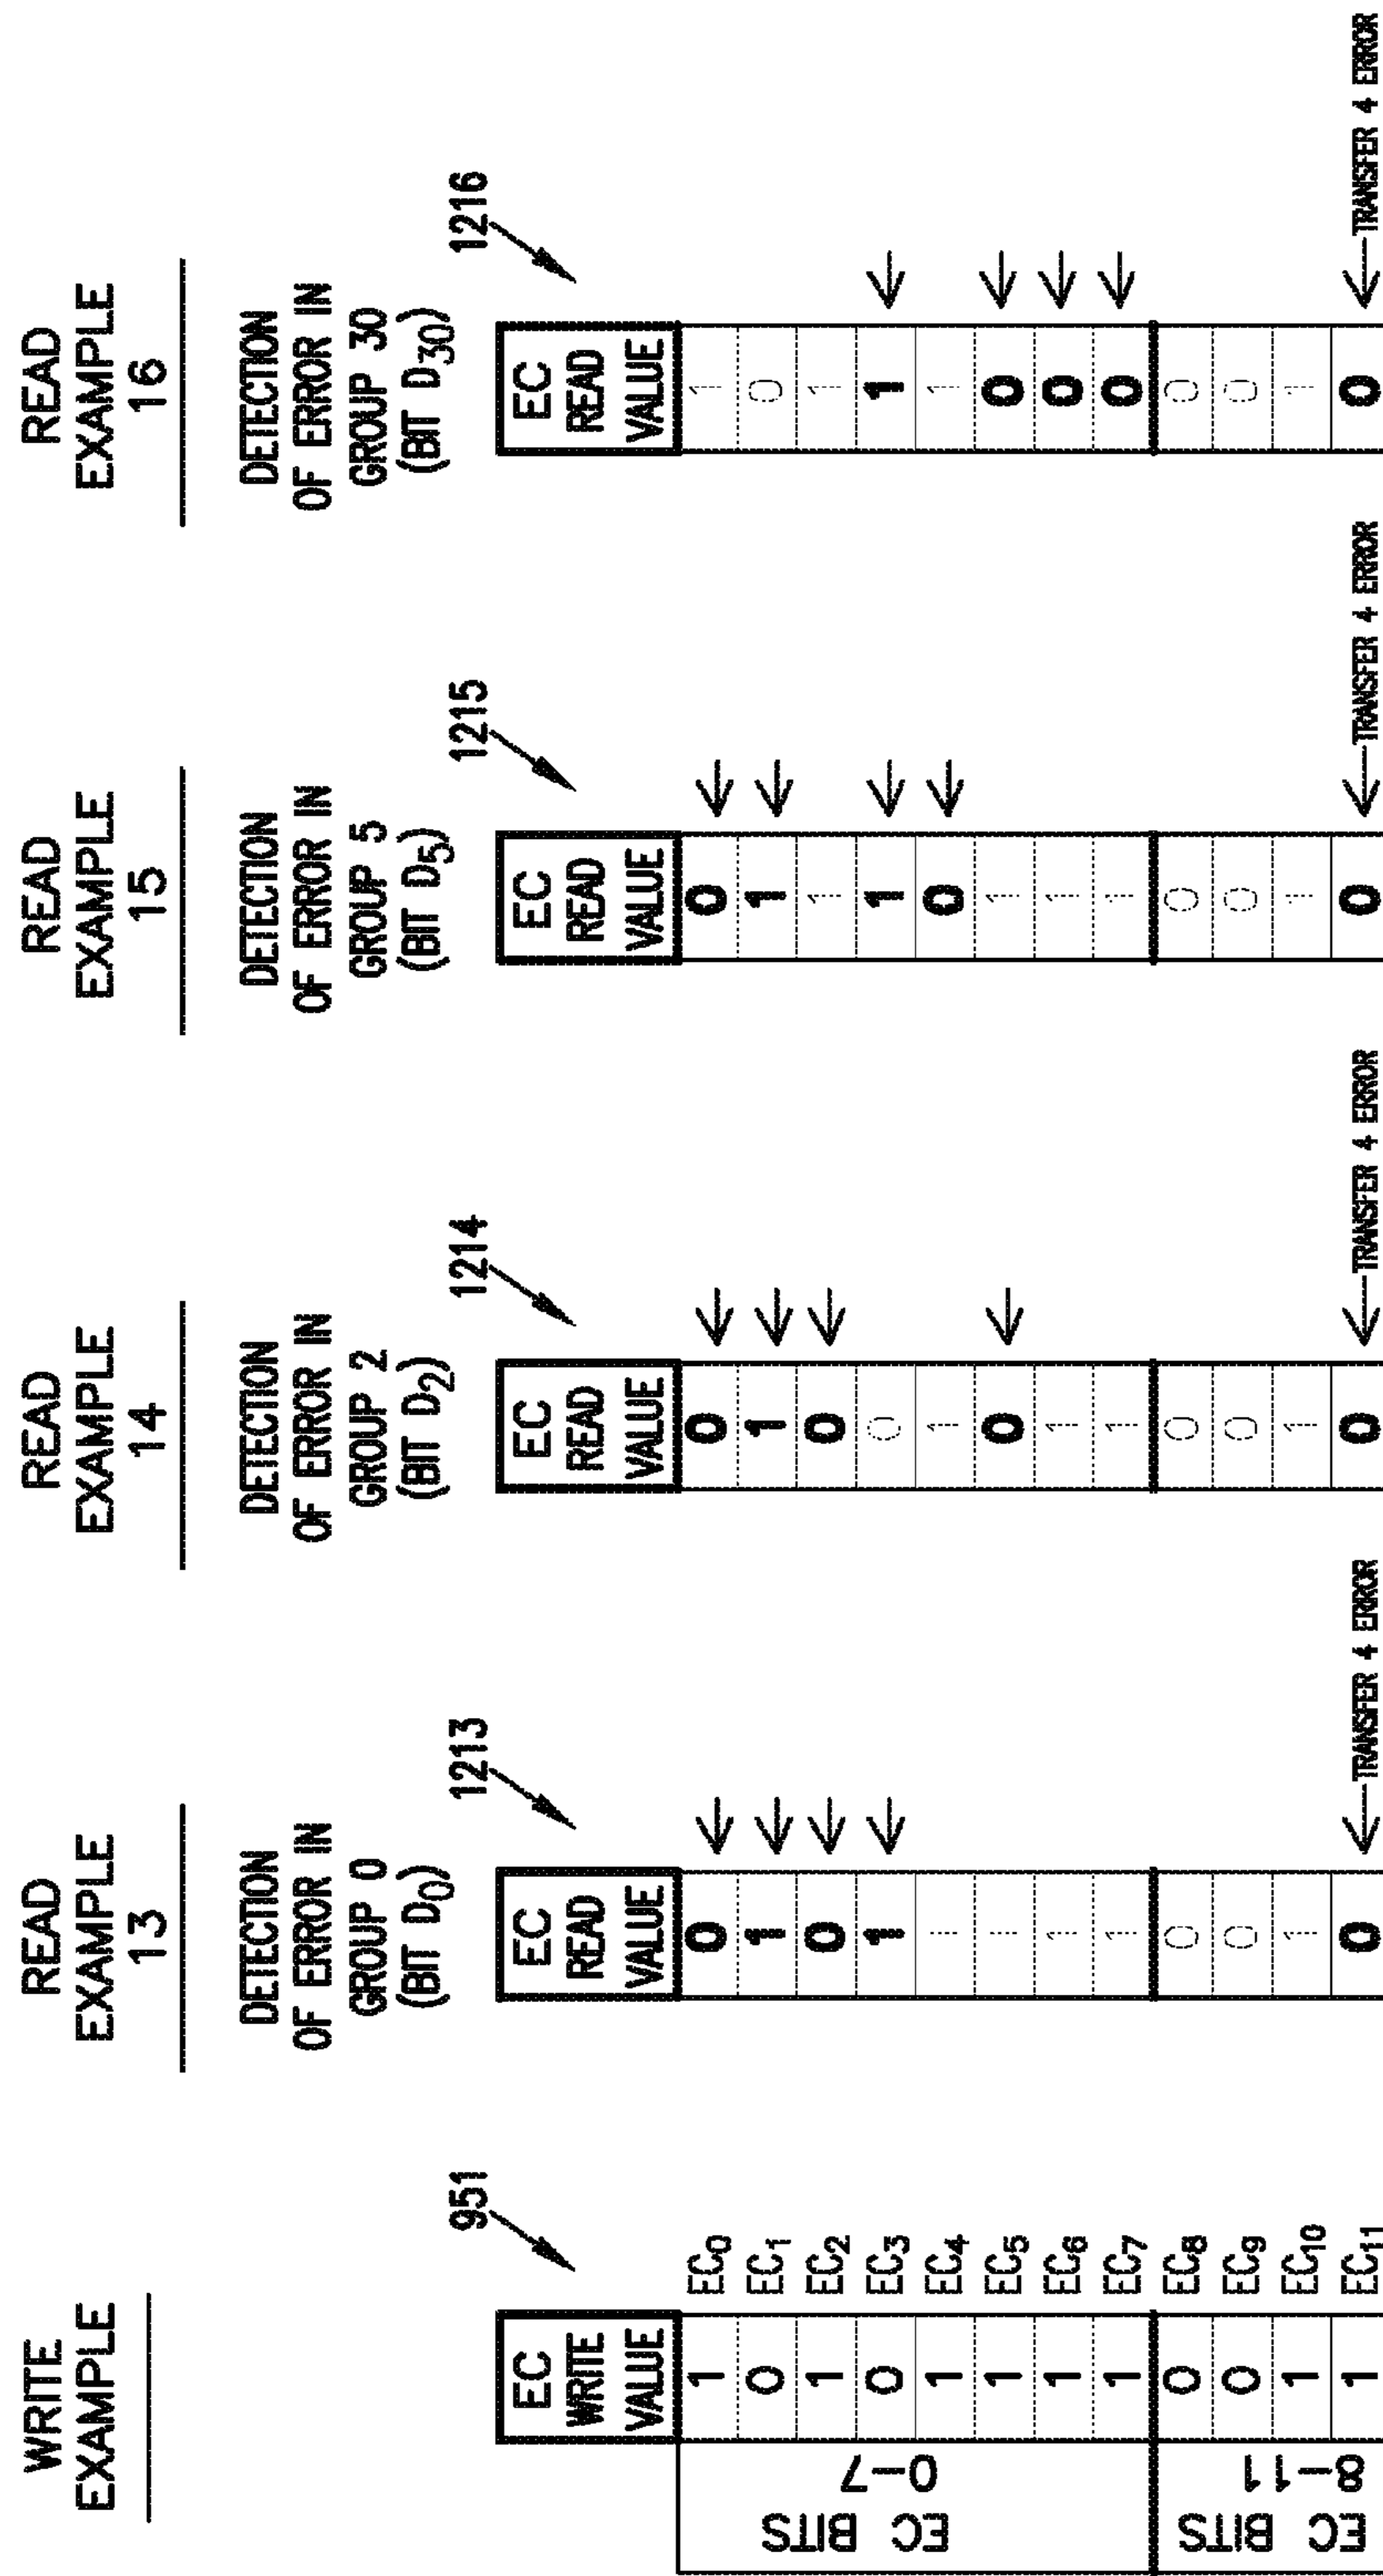 WRITE
EXAMPLE
951
EC
WRITE
VALUE
EC BITS
0-7
EC BITS
8-11
1 EC0
0 EC1
1 EC2
0 EC3
1 EC4
1 EC5
1 EC6
1 EC7
0 EC8
0 EC9
1 EC10
1 EC11
READ
EXAMPLE
13
DETECTION
OF ERROR IN
GROUP 0
(BIT D0)
1213
EC
READ
VALUE
0
1
0
1
1
1
1
1
0
0
1
0 TRANSFER 4 ERROR
READ
EXAMPLE
14
DETECTION
OF ERROR IN
GROUP 2
(BIT D2)
1214
EC
READ
VALUE
0
1
0
0
1
0
1
1
0
0
1
0 TRANSFER 4 ERROR
READ
EXAMPLE
15
DETECTION
OF ERROR IN
GROUP 5
(BIT D5)
1215
EC
READ
VALUE
0
1
1
1
0
1
1
1
0
0
1
0 TRANSFER 4 ERROR
READ
EXAMPLE
16
DETECTION
OF ERROR IN
GROUP 30
(BIT D30)
1216
EC
READ
VALUE
1
0
1
1
1
0
0
0
0
0
1
0 TRANSFER 4 ERROR